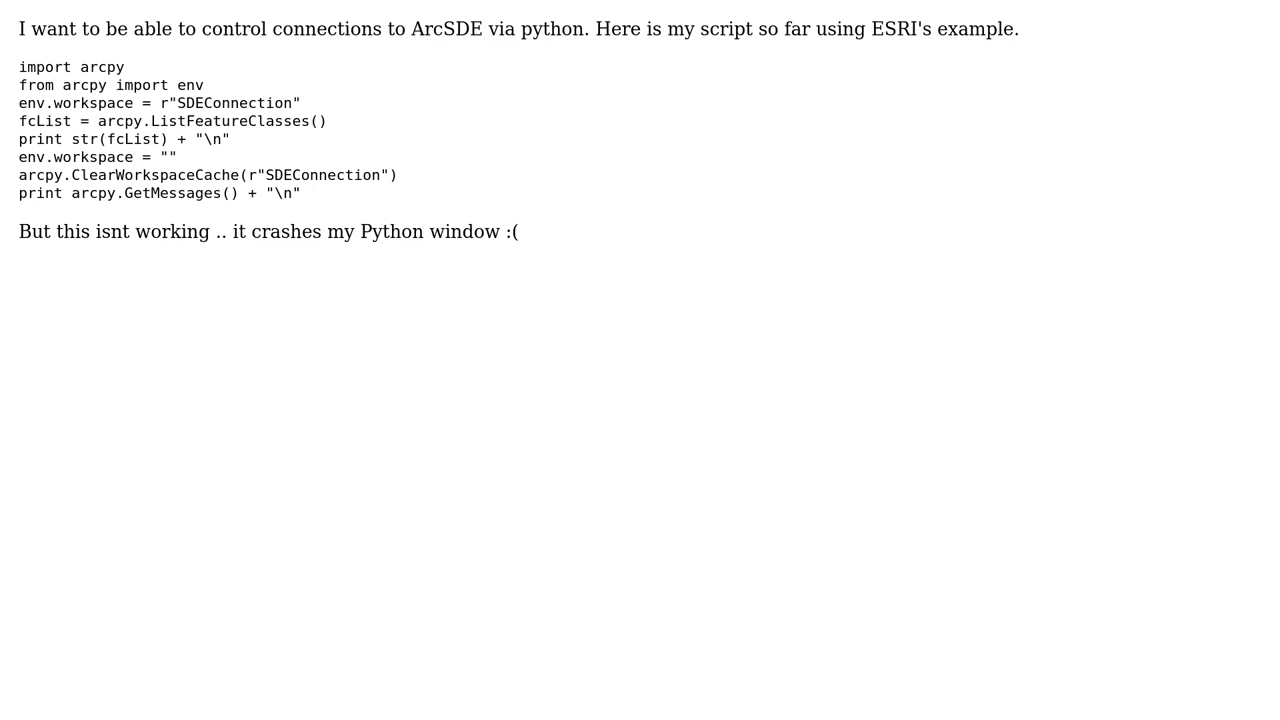 I want to be able to control connections to ArcSDE via python. Here is my script so far using ESRI's example.
import arcpy
from arcpy import env
env.workspace = r"SDEConnection"
fcList = arcpy.ListFeatureClasses()
print str(fcList) + "\n"
env.workspace = ""
arcpy.ClearWorkspaceCache(r"SDEConnection")
print arcpy.GetMessages() + "\n"
But this isnt working .. it crashes my Python window :(